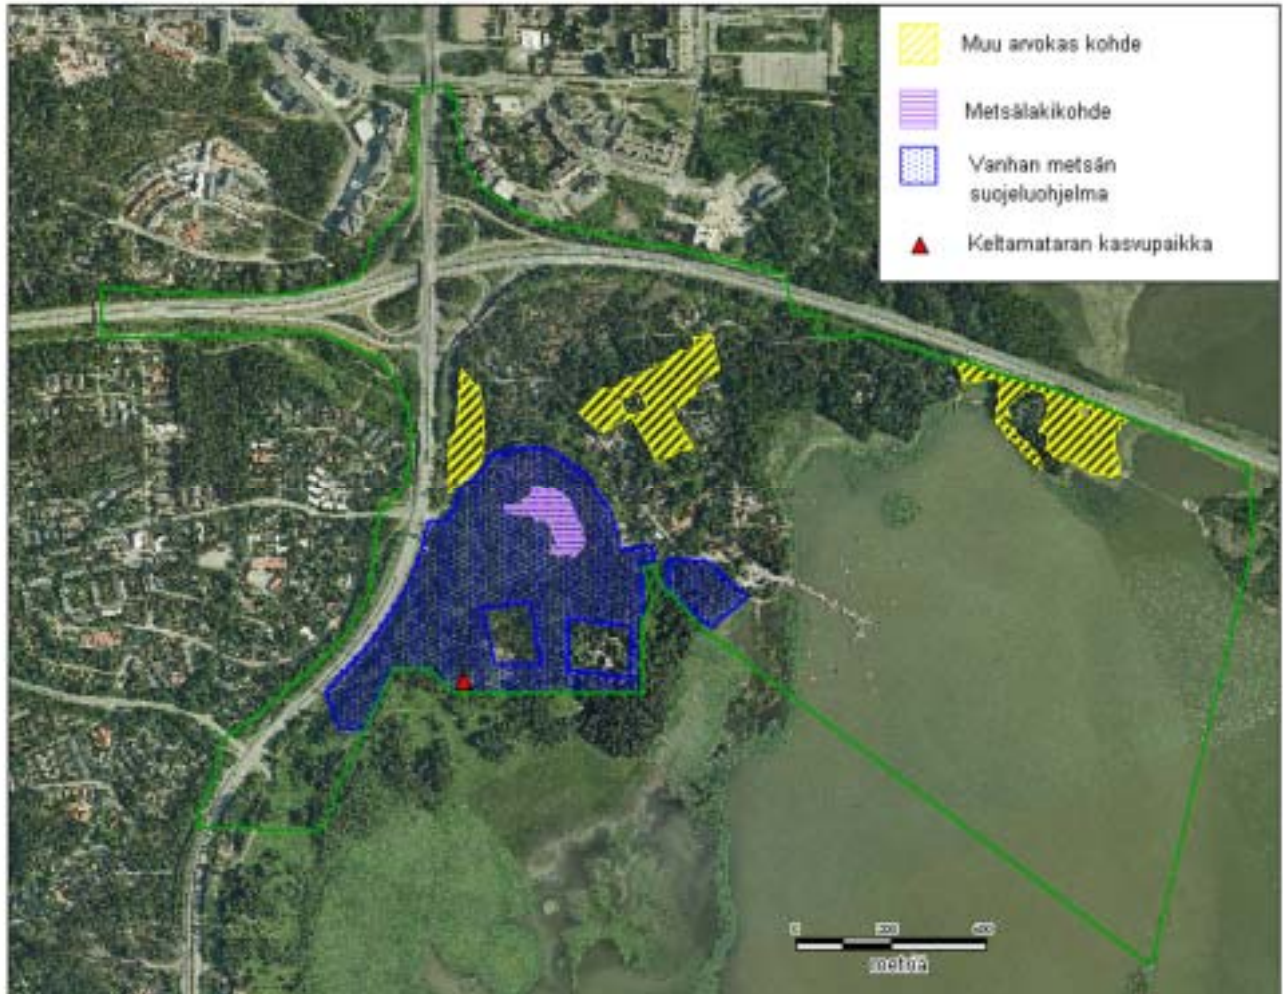 Muu arvokas kohde
Metsälakikohde
Vanhan metsän
suojeluohjelma
Keltamataran kasvupaikka
0 200 400
metriä